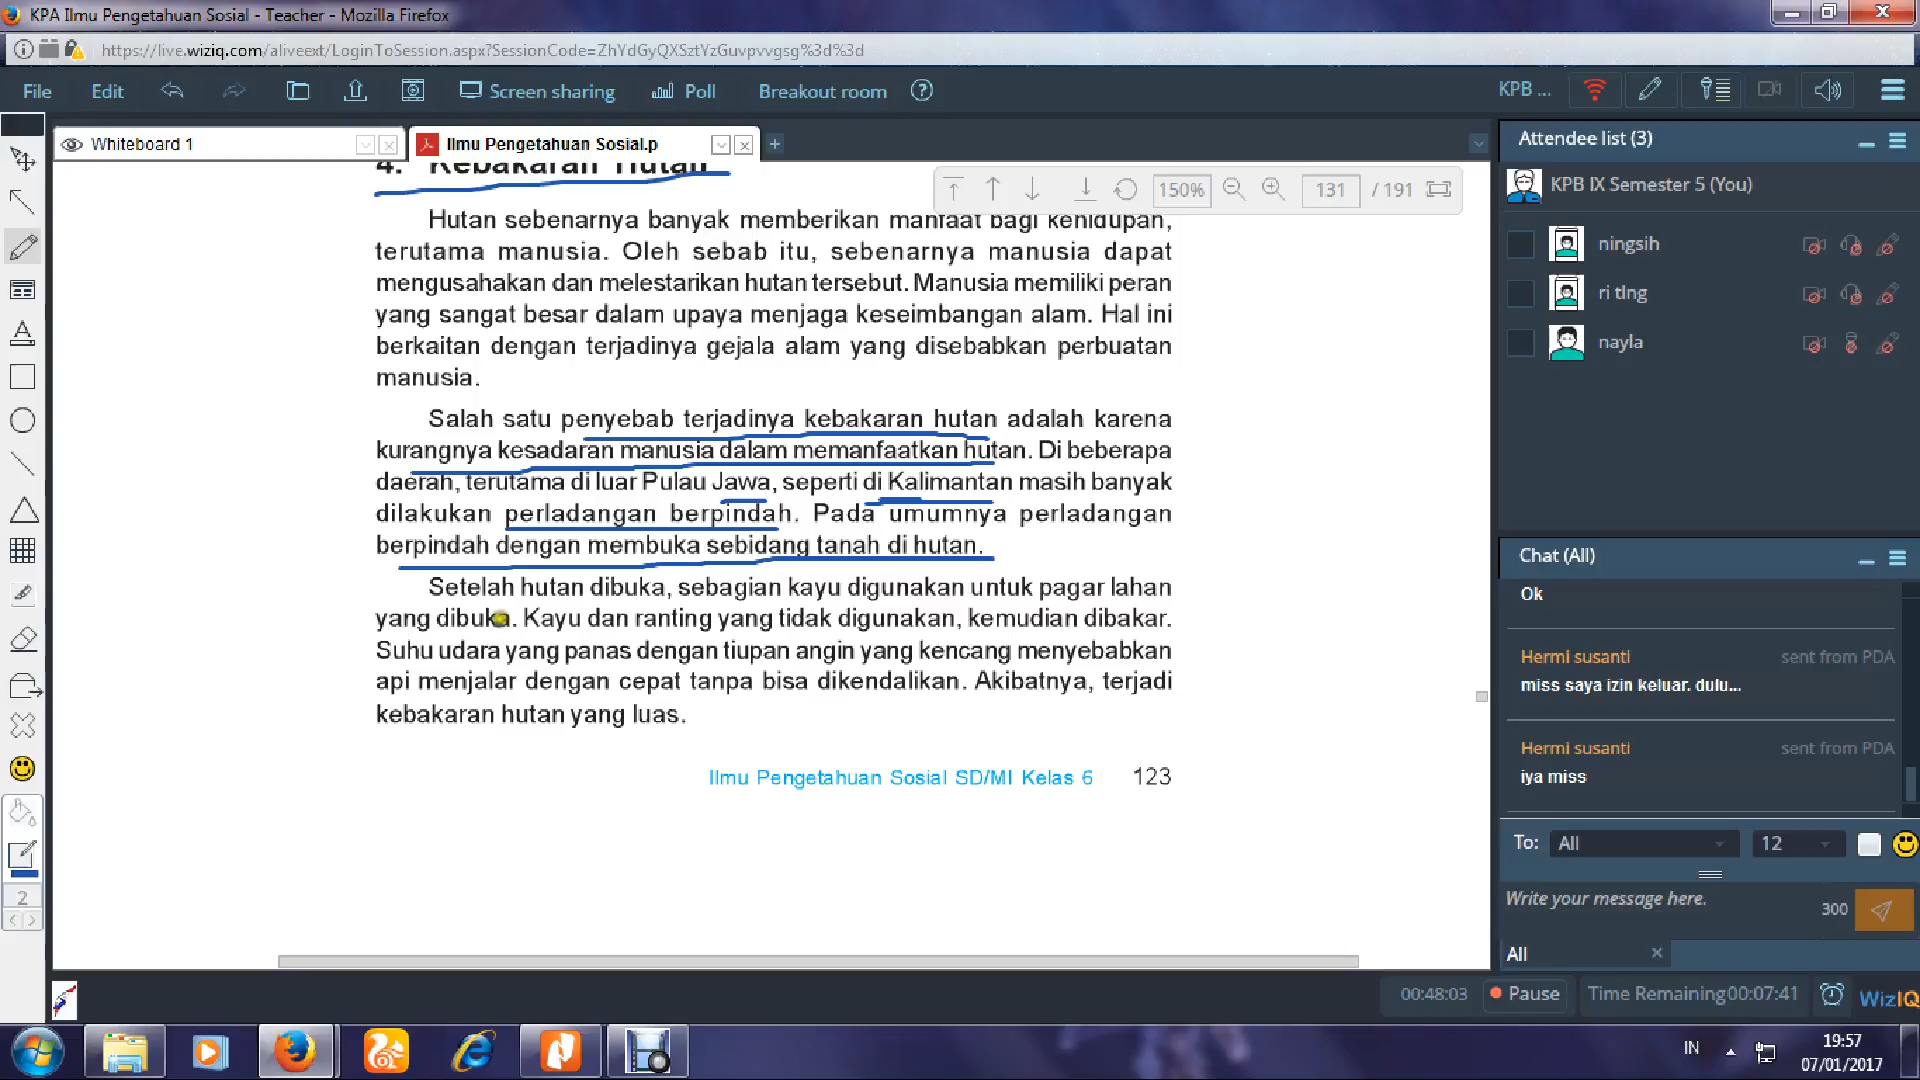 KPA Ilmu Pengetahuan Sosial - Teacher - Mozilla Firefox
https://live.wiziq.com/aliveext/LoginToSession.aspx?SessionCode=ZhYdGyQXSztYzGuvpvvgsg%3d%3d
File Edit Screen sharing Poll Breakout room ? KPB ...
Whiteboard 1
Ilmu Pengetahuan Sosial.p
150% 131 / 191
4. Kebakaran Hutan
Hutan sebenarnya banyak memberikan manfaat bagi kehidupan,
terutama manusia. Oleh sebab itu, sebenarnya manusia dapat
mengusahakan dan melestarikan hutan tersebut. Manusia memiliki peran
yang sangat besar dalam upaya menjaga keseimbangan alam. Hal ini
berkaitan dengan terjadinya gejala alam yang disebabkan perbuatan
manusia.
Salah satu penyebab terjadinya kebakaran hutan adalah karena
kurangnya kesadaran manusia dalam memanfaatkan hutan. Di beberapa
daerah, terutama di luar Pulau Jawa, seperti di Kalimantan masih banyak
dilakukan perladangan berpindah. Pada umumnya perladangan
berpindah dengan membuka sebidang tanah di hutan.
Setelah hutan dibuka, sebagian kayu digunakan untuk pagar lahan
yang dibuka. Kayu dan ranting yang tidak digunakan, kemudian dibakar.
Suhu udara yang panas dengan tiupan angin yang kencang menyebabkan
api menjalar dengan cepat tanpa bisa dikendalikan. Akibatnya, terjadi
kebakaran hutan yang luas.
Ilmu Pengetahuan Sosial SD/MI Kelas 6 123
2
Attendee list (3)
KPB IX Semester 5 (You)
ningsih
ri tlng
nayla
Chat (All)
Ok
Hermi susanti sent from PDA
miss saya izin keluar. dulu...
Hermi susanti sent from PDA
iya miss
To: All 12
Write your message here.
300
All
00:48:03 Pause Time Remaining 00:07:41 WizIQ
IN
19:57
07/01/2017